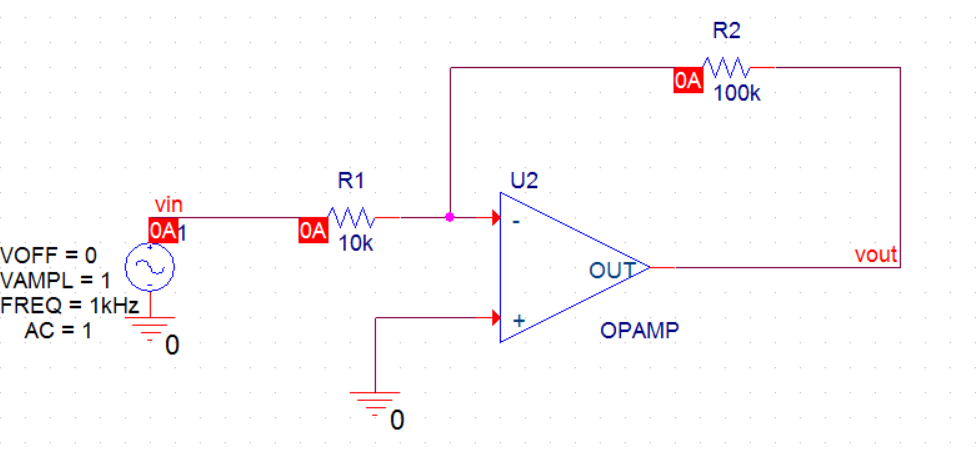 R2
0A
100k
R1
U2
vin
0A 1
0A
10k
-
VOFF = 0
VAMPL = 1
FREQ = 1kHz
AC = 1
OUT
vout
+
OPAMP
0
0